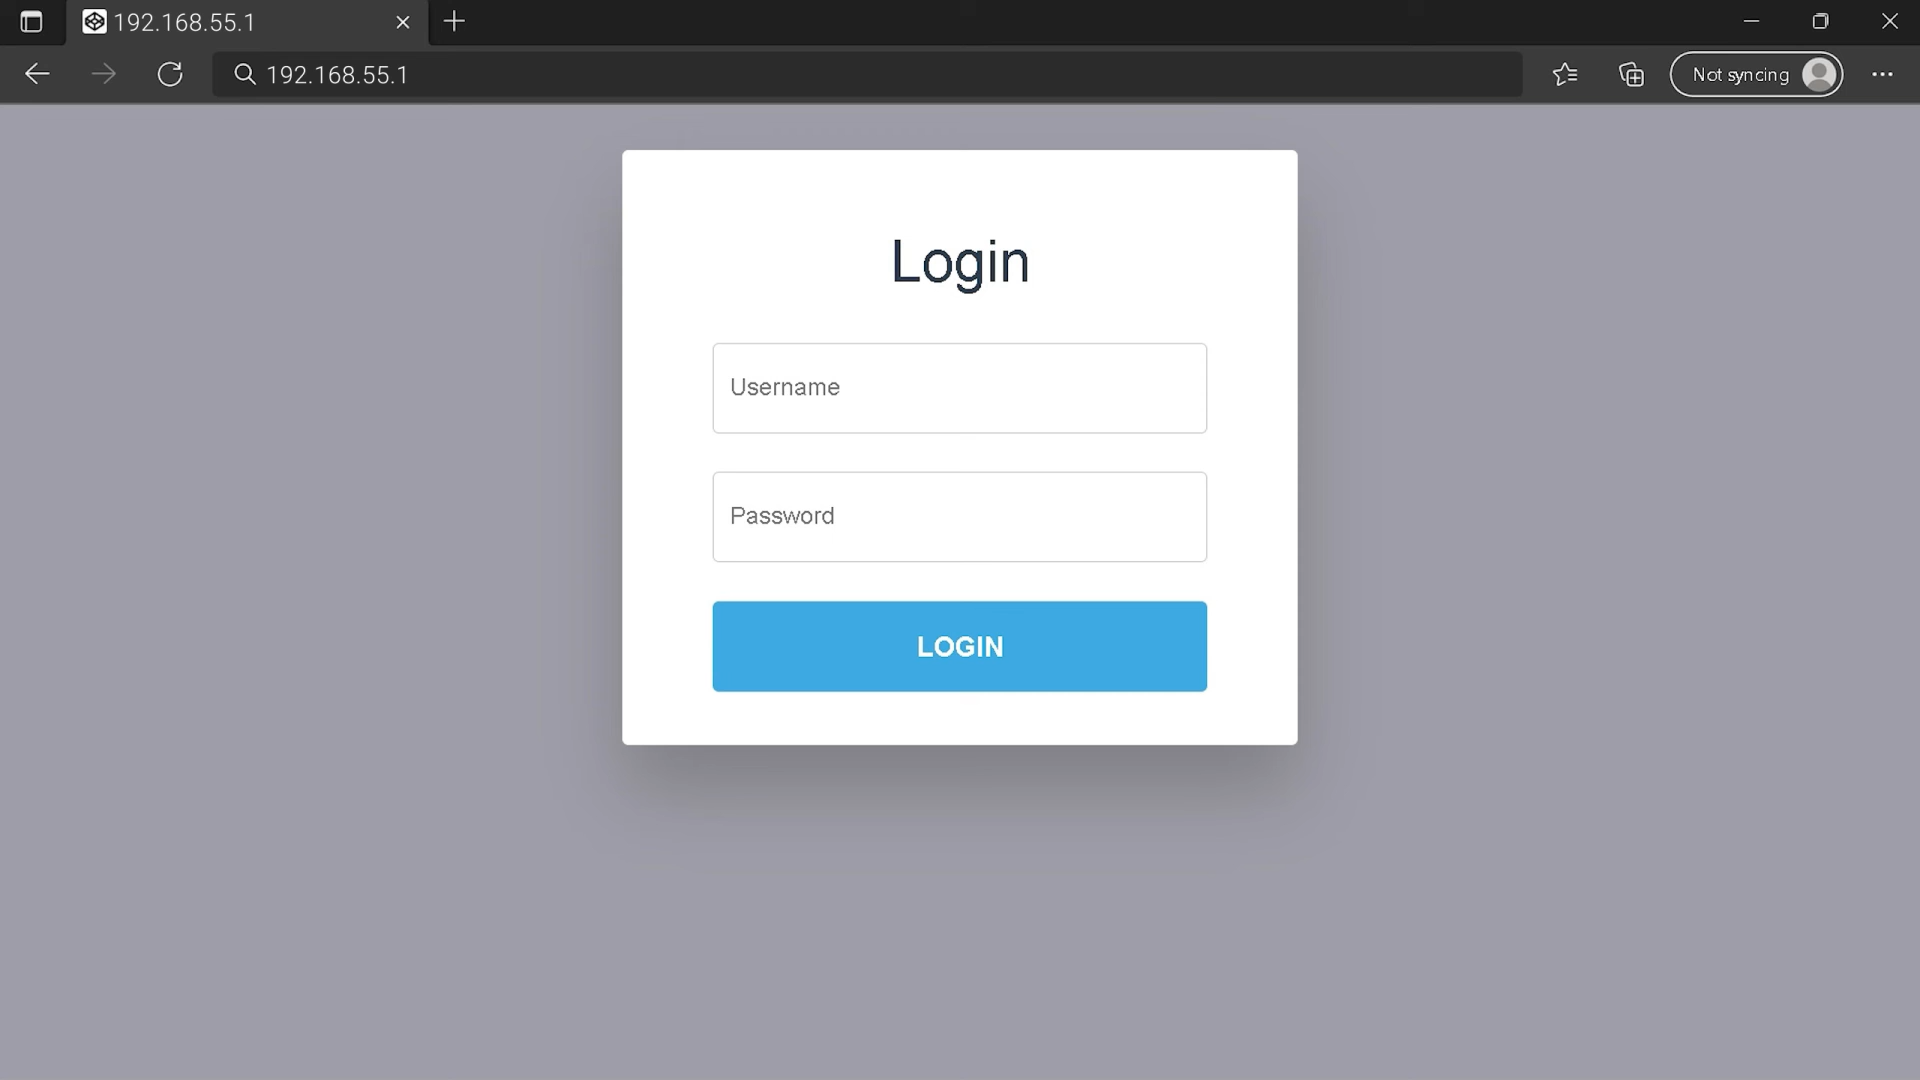 192.168.55.1
192.168.55.1
Not syncing
Login
Username
Password
LOGIN